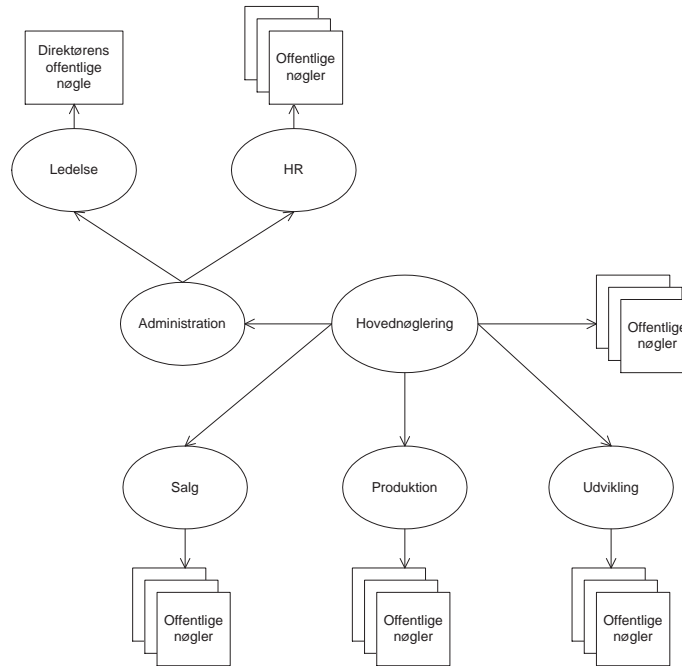 Direktørens
offentlige
nøgle
Offentlige
nøgler
Ledelse
HR
Administration
Hovednøglering
Offentlige
nøgler
Salg
Produktion
Udvikling
Offentlige
nøgler
Offentlige
nøgler
Offentlige
nøgler